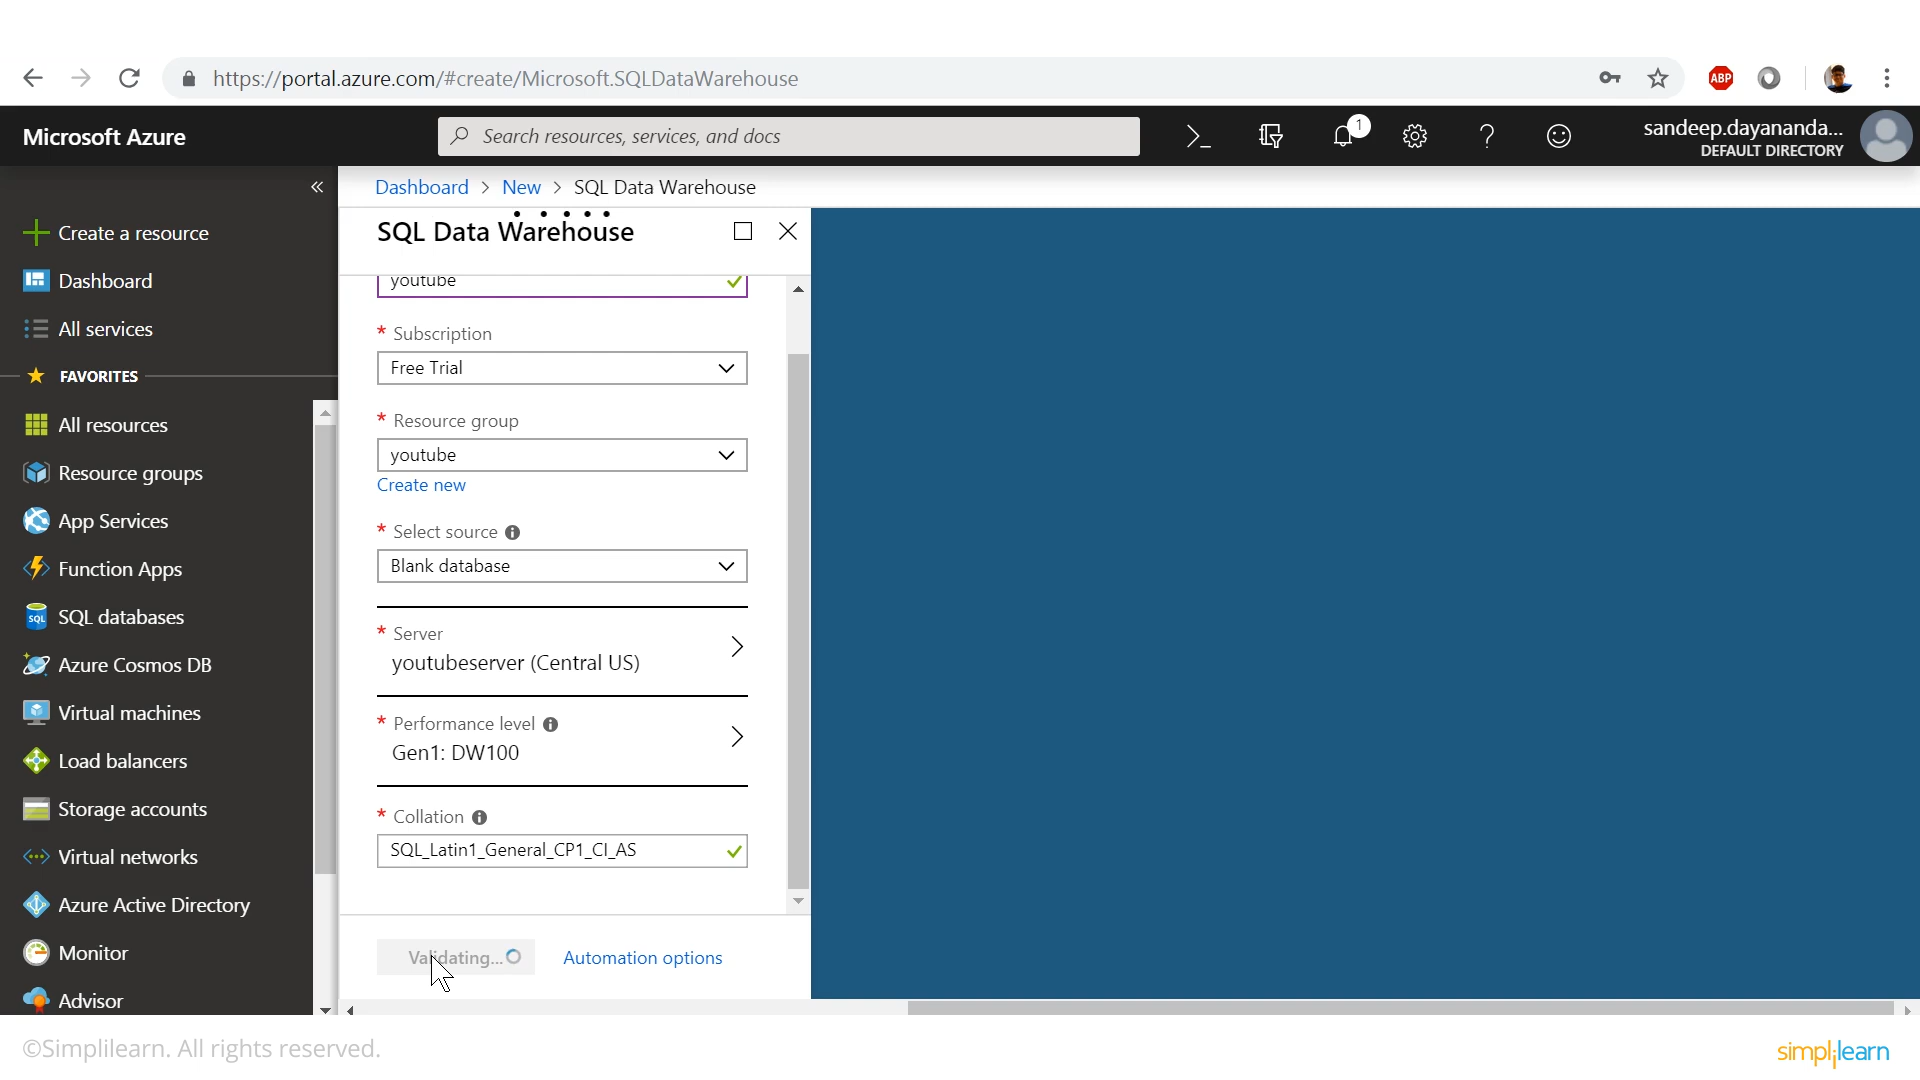 https://portal.azure.com/#create/Microsoft.SQLDataWarehouse
ABP
Microsoft Azure
Search resources, services, and docs
1
sandeep.dayananda...
DEFAULT DIRECTORY
Dashboard > New > SQL Data Warehouse
Create a resource
Dashboard
All services
FAVORITES
All resources
Resource groups
App Services
Function Apps
SQL
SQL databases
Azure Cosmos DB
Virtual machines
Load balancers
Storage accounts
Virtual networks
Azure Active Directory
Monitor
Advisor
SQL Data Warehouse
youtube
* Subscription
Free Trial
* Resource group
youtube
Create new
* Select source
Blank database
* Server
youtubeserver (Central US)
* Performance level
Gen1: DW100
* Collation
SQL_Latin1_General_CP1_CI_AS
Validating...
Automation options
©Simplilearn. All rights reserved.
simplilearn